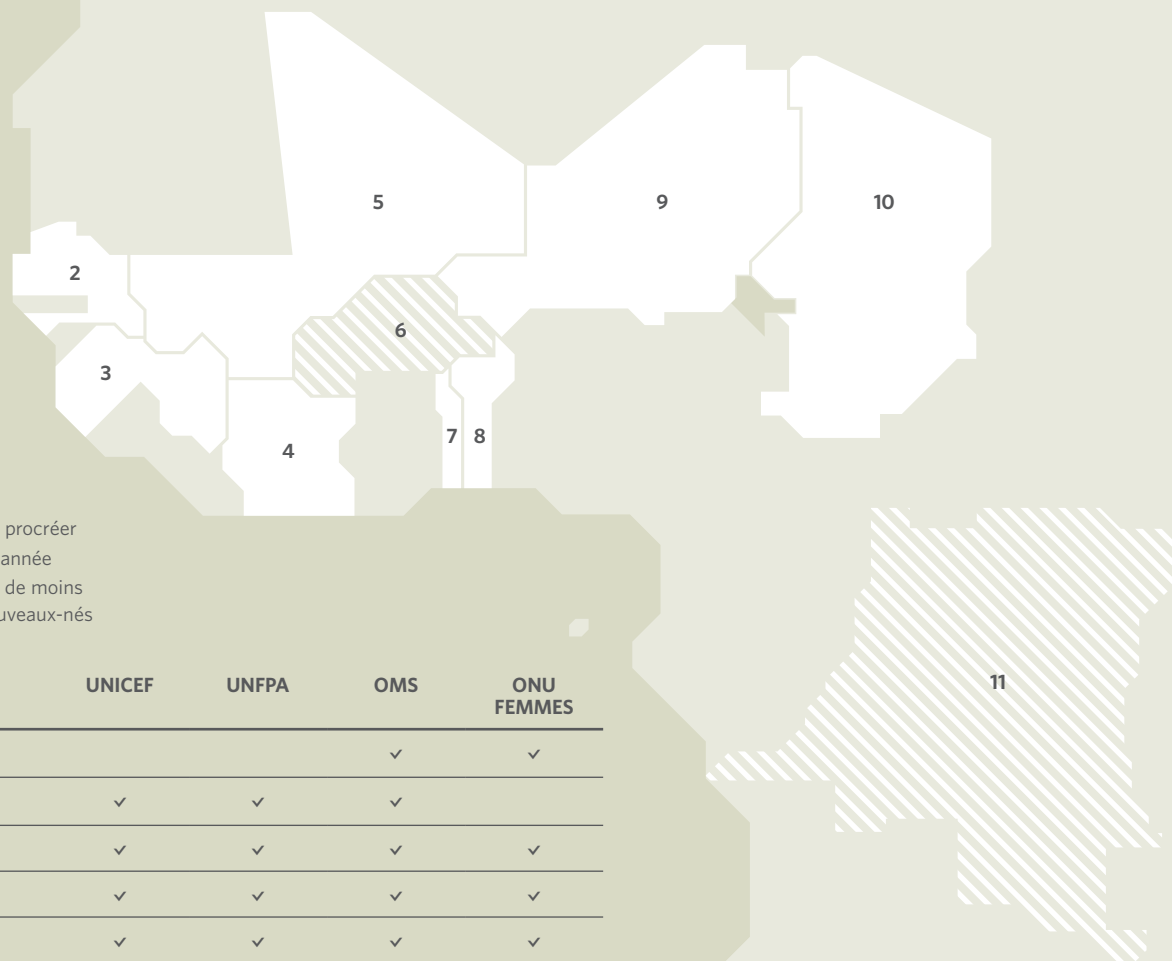 5
9
10
2
6
3
7
8
4
procréer
année
de moins
uveaux-nés
11
UNICEF UNFPA OMS ONU
FEMMES
✓ ✓
✓ ✓ ✓
✓ ✓ ✓ ✓
✓ ✓ ✓ ✓
✓ ✓ ✓ ✓